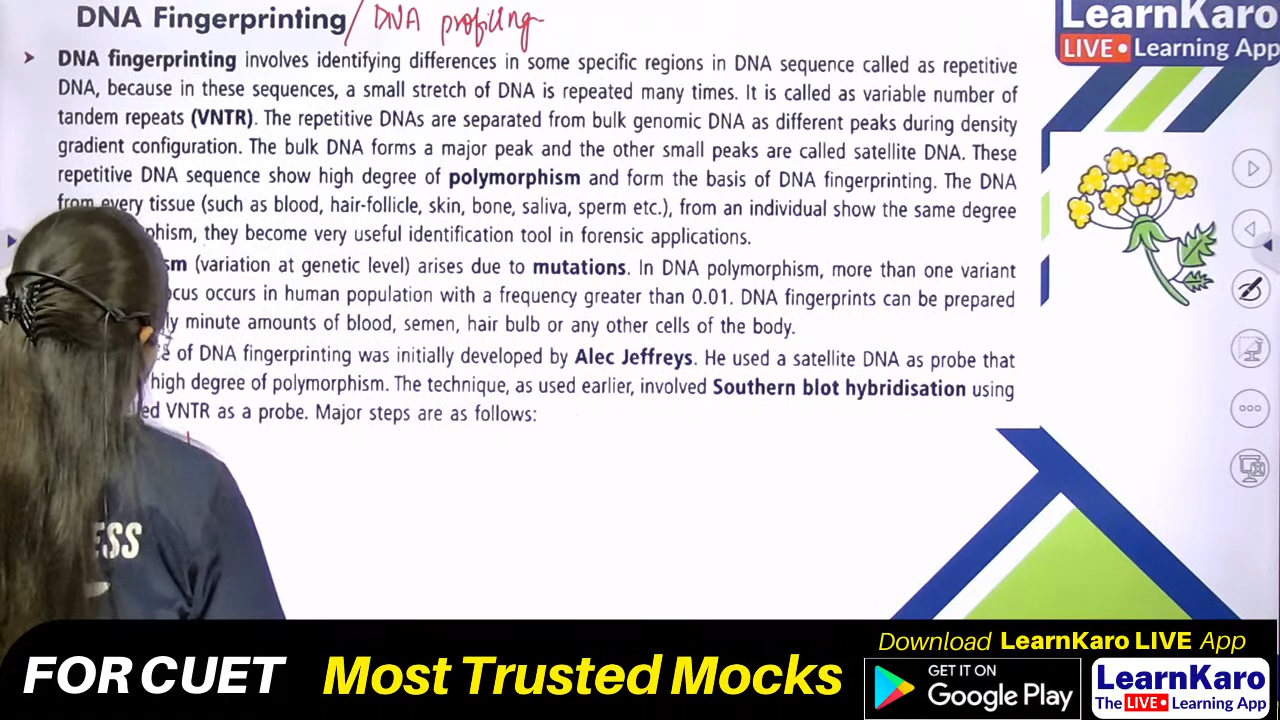 DNA Fingerprinting/ DNA profiling
DNA fingerprinting involves identifying differences in some specific regions in DNA sequence called as repetitive
DNA, because in these sequences, a small stretch of DNA is repeated many times. It is called as variable number of
tandem repeats (VNTR). The repetitive DNAs are separated from bulk genomic DNA as different peaks during density
gradient configuration. The bulk DNA forms a major peak and the other small peaks are called satellite DNA. These
repetitive DNA sequence show high degree of polymorphism and form the basis of DNA fingerprinting. The DNA
from every tissue (such as blood, hair-follicle, skin, bone, saliva, sperm etc.), from an individual show the same degree
phism, they become very useful identification tool in forensic applications.
sm (variation at genetic level) arises due to mutations. In DNA polymorphism, more than one variant
ocus occurs in human population with a frequency greater than 0.01. DNA fingerprints can be prepared
ly minute amounts of blood, semen, hair bulb or any other cells of the body.
of DNA fingerprinting was initially developed by Alec Jeffreys. He used a satellite DNA as probe that
high degree of polymorphism. The technique, as used earlier, involved Southern blot hybridisation using
ed VNTR as a probe. Major steps are as follows:
LearnKaro
LIVE• Learning App
ESS
FOR CUET Most Trusted Mocks
Download LearnKaro LIVE App
GET IT ON
Google Play
LearnKaro
The LIVE• Learning App